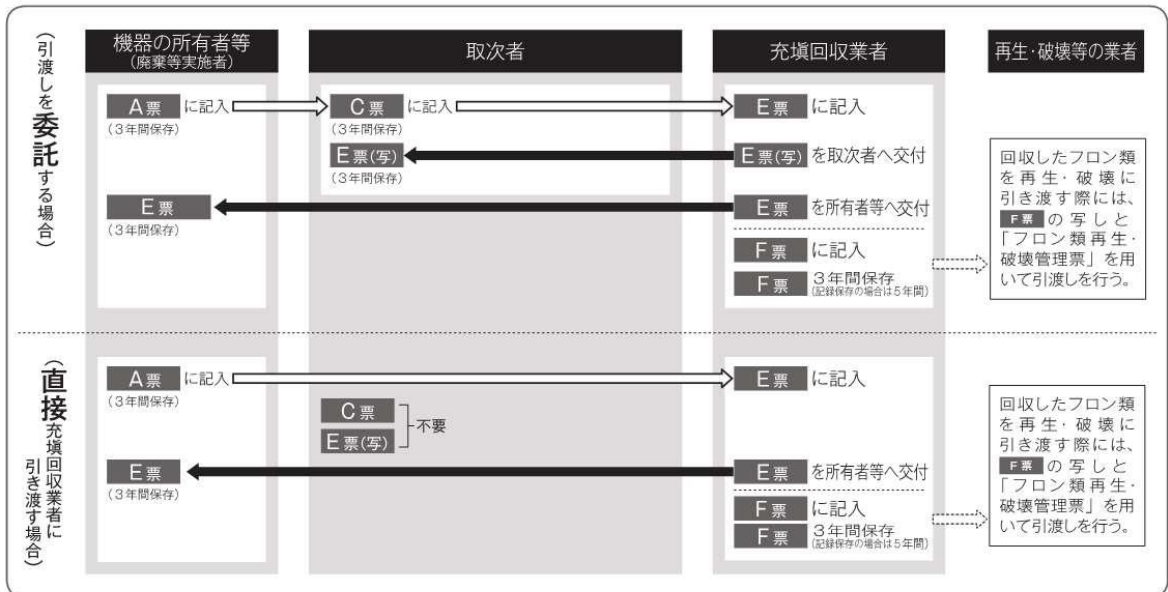 機器の所有者等
(廃棄等実施者)
取次者
充塡回収業者
再生・破壊等の業者
(引渡しを委託する場合)
A票 に記入
(3年間保存)
C票 に記入
(3年間保存)
E票 に記入
E票(写)
(3年間保存)
E票(写) を取次者へ交付
E票
(3年間保存)
E票 を所有者等へ交付
F票 に記入
F票 3年間保存
(記録保存の場合は5年間)
回収したフロン類
を再生・破壊に
引き渡す際には、
F票 の写しと
「フロン類再生・
破壊管理票」を用
いて引渡しを行う。
(直接充塡回収業者に
引き渡す場合)
A票 に記入
(3年間保存)
E票 に記入
C票
E票(写)
不要
E票
(3年間保存)
E票 を所有者等へ交付
F票 に記入
F票 3年間保存
(記録保存の場合は5年間)
回収したフロン類
を再生・破壊に
引き渡す際には、
F票 の写しと
「フロン類再生・
破壊管理票」を用
いて引渡しを行う。